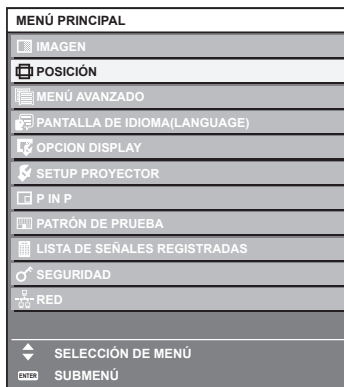 MENÚ PRINCIPAL
IMAGEN
POSICIÓN
MENÚ AVANZADO
PANTALLA DE IDIOMA(LANGUAGE)
OPCION DISPLAY
SETUP PROYECTOR
P IN P
PATRÓN DE PRUEBA
LISTA DE SEÑALES REGISTRADAS
SEGURIDAD
RED
SELECCIÓN DE MENÚ
ENTER SUBMENÚ